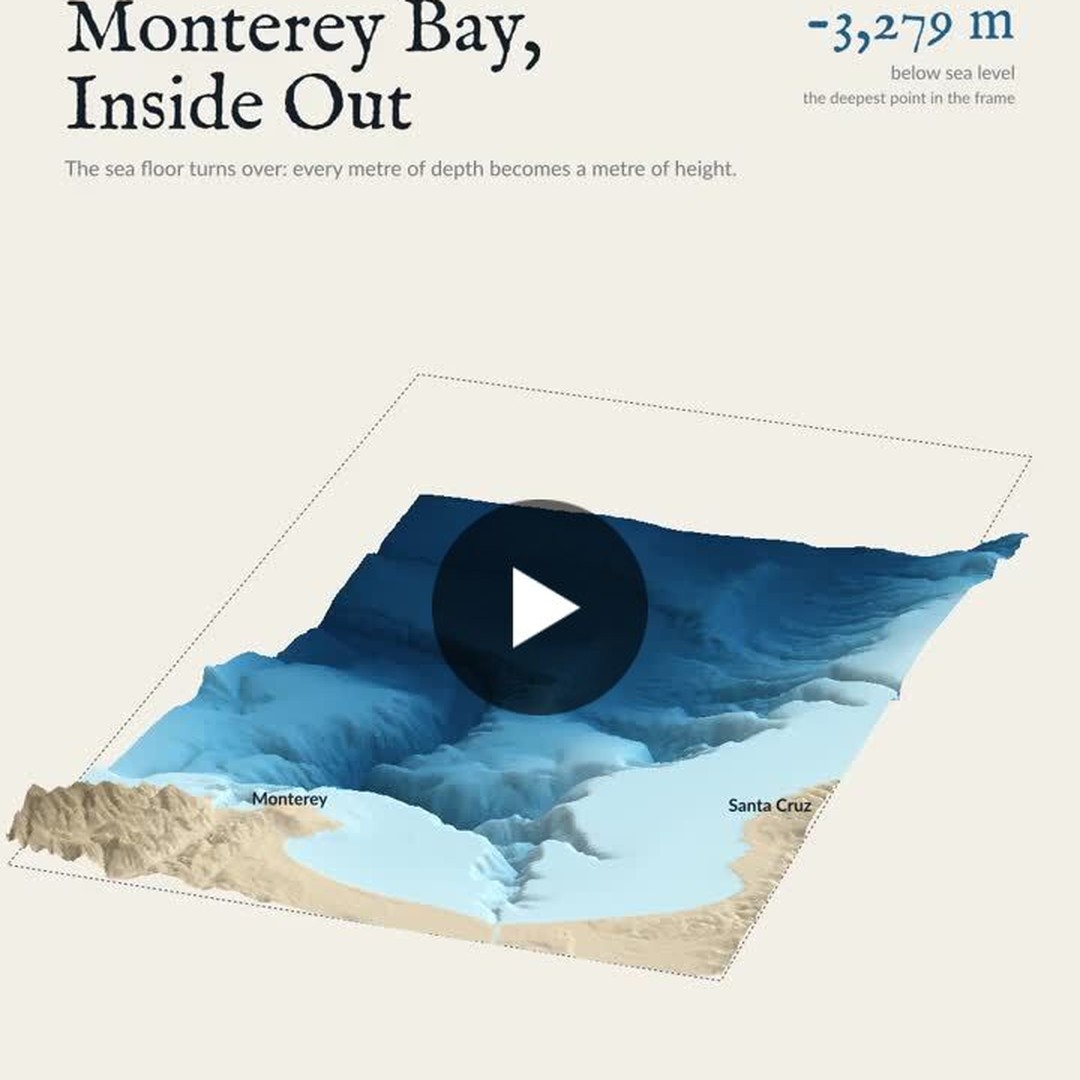 Monterey Bay,
Inside Out
The sea floor turns over: every metre of depth becomes a metre of height.
-3,279 m
below sea level
the deepest point in the frame
Monterey
Santa Cruz